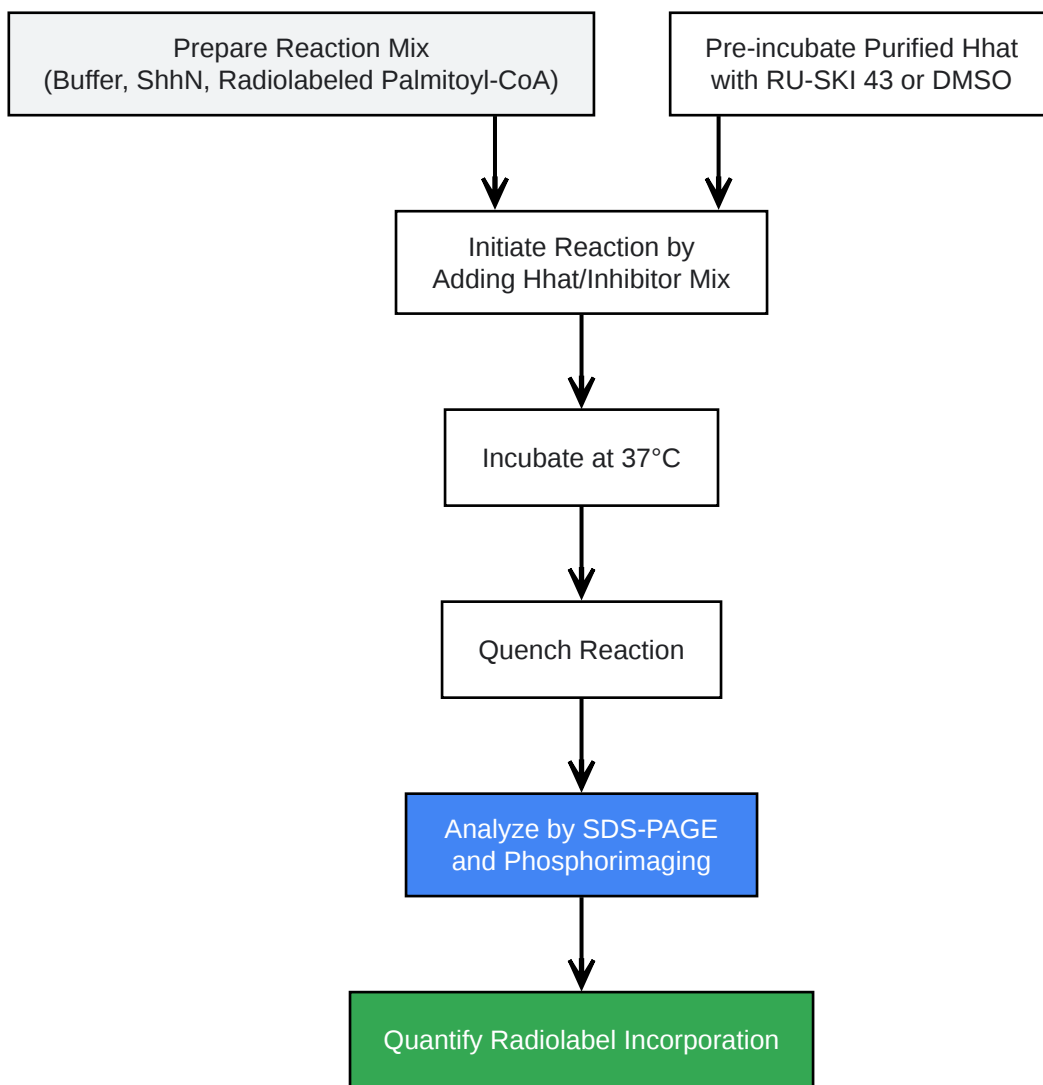 Prepare Reaction Mix
(Buffer, ShhN, Radiolabeled Palmitoyl-CoA)
Pre-incubate Purified Hhat
with RU-SKI 43 or DMSO
Initiate Reaction by
Adding Hhat/Inhibitor Mix
Incubate at 37°C
Quench Reaction
Analyze by SDS-PAGE
and Phosphorimaging
Quantify Radiolabel Incorporation